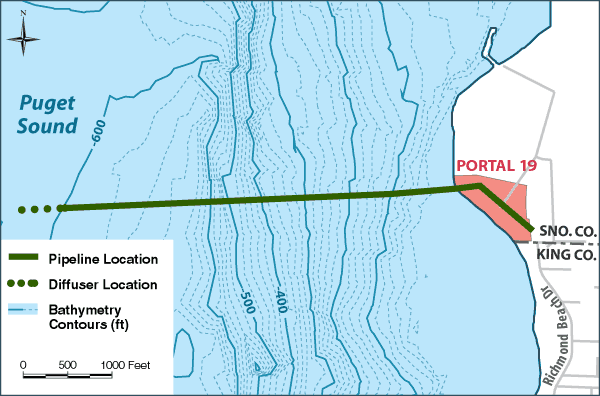 N
Puget
Sound
-600
PORTAL 19
SNO. CO.
KING CO.
-500
-400
Richmond Beach Dr
Pipeline Location
Diffuser Location
Bathymetry
Contours (ft)
0 500 1000 Feet